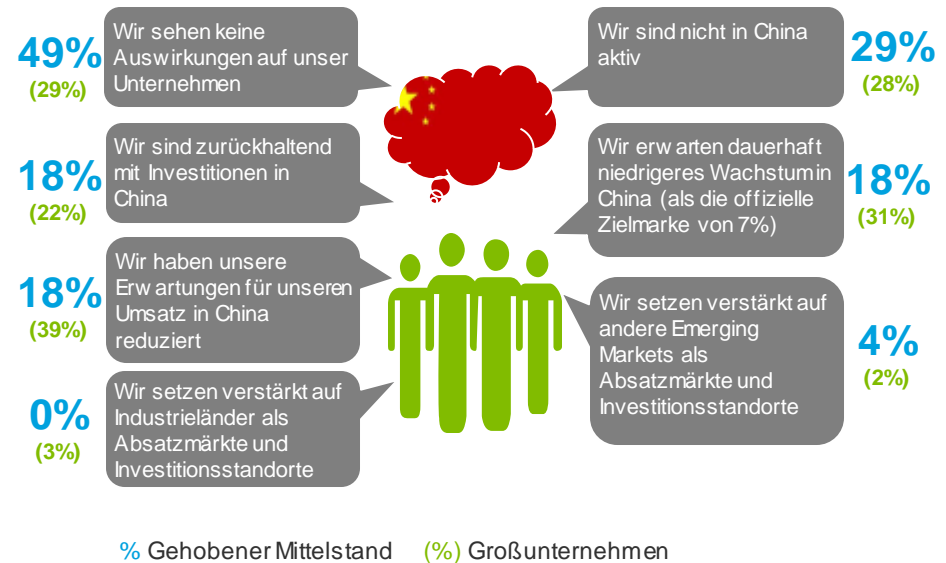 49%
(29%)
Wir sehen keine
Auswirkungen auf unser
Unternehmen
18%
(22%)
Wir sind zurückhaltend
mit Investitionen in
China
18%
(39%)
Wir haben unsere
Erwartungen für unseren
Umsatz in China
reduziert
0%
(3%)
Wir setzen verstärkt auf
Industrieländer als
Absatzmärkte und
Investitionsstandorte
Wir sind nicht in China
aktiv
29%
(28%)
Wir erwarten dauerhaft
niedrigeres Wachstum in
China (als die offizielle
Zielmarke von 7%)
18%
(31%)
Wir setzen verstärkt auf
andere Emerging
Markets als
Absatzmärkte und
Investitionsstandorte
4%
(2%)
% Gehobener Mittelstand (%) Großunternehmen